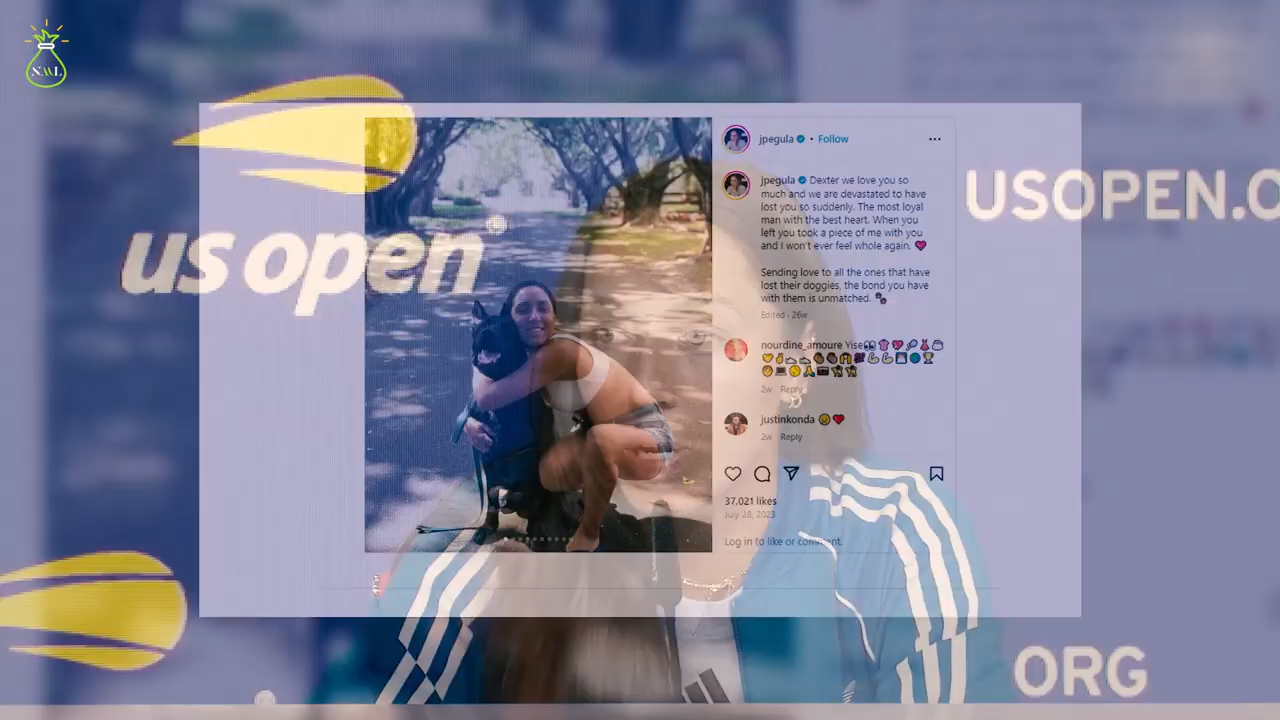 NML
us open
USOPEN.O
ORG
jpegula • Follow
jpegula Dexter we love you so
much and we are devastated to have
lost you so suddenly. The most loyal
man with the best heart. When you
left you took a piece of me with you
and I won't ever feel whole again. 💗
Sending love to all the ones that have
lost their doggies, the bond you have
with them is unmatched. 🐾
Edited · 26w
nourdine_amoure Yise
2w Reply
justinkonda
2w Reply
37,021 likes
July 28, 2023
Log in to like or comment.